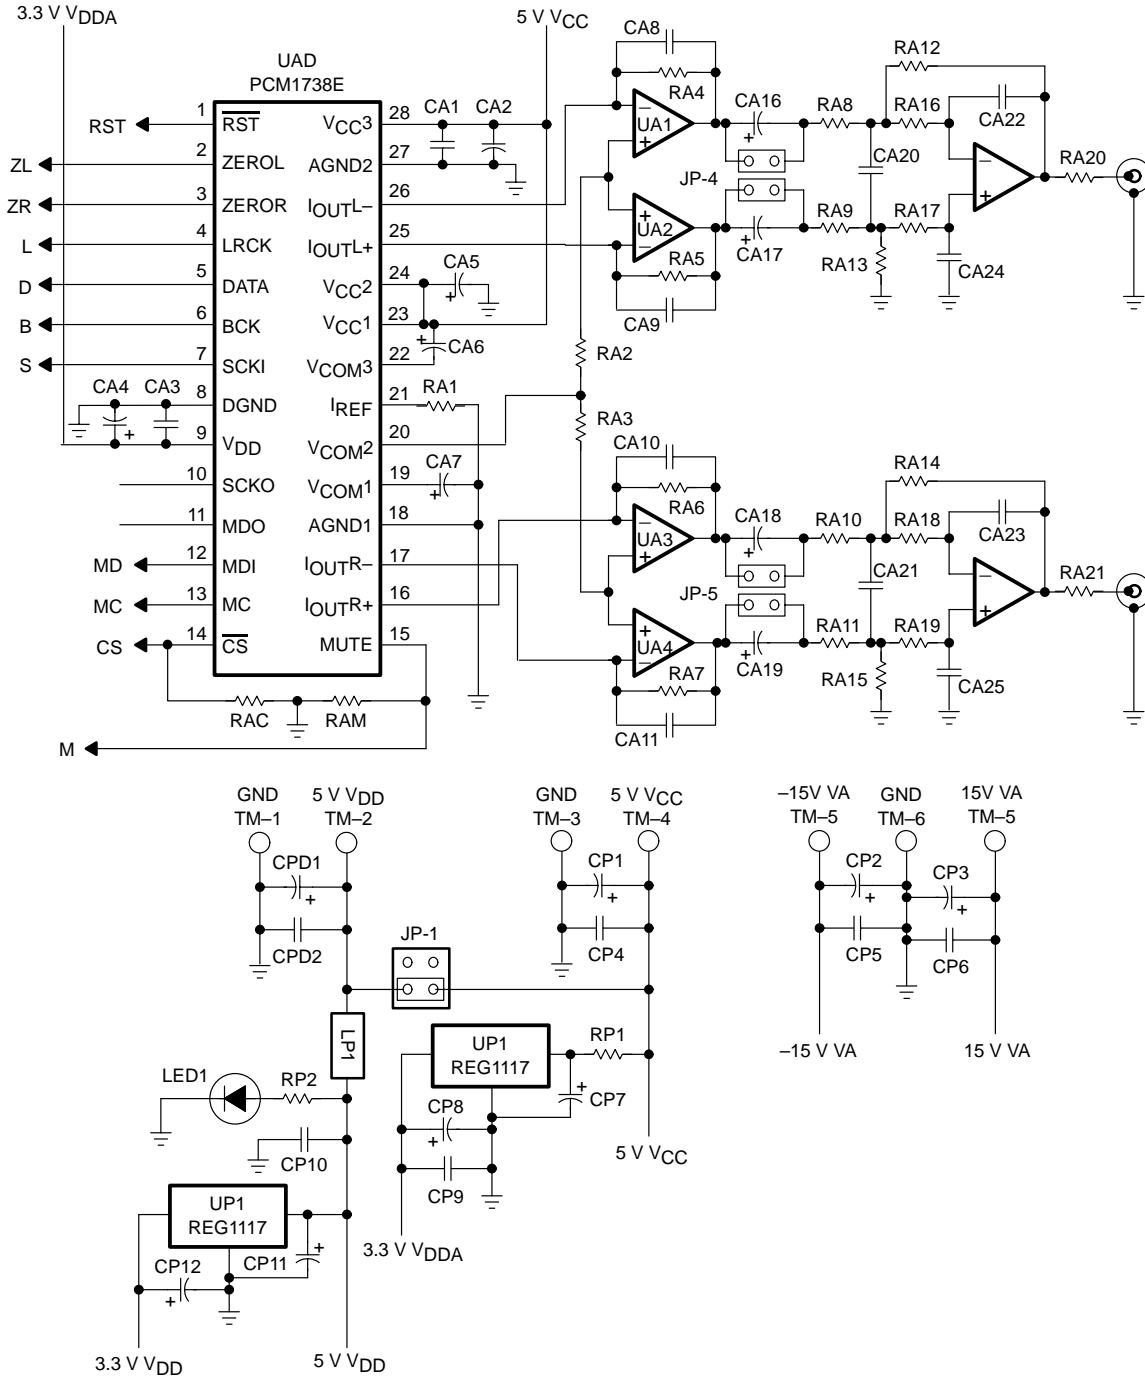 3.3 V VDDA
5 V VCC
UAD
PCM1738E
RST
1
RST
ZL
2
ZEROL
ZR
3
ZEROR
L
4
LRCK
D
5
DATA
B
6
BCK
S
7
SCKI
CA4
CA3
8
DGND
+
9
VDD
10
SCKO
11
MDO
MD
12
MDI
MC
13
MC
CS
14
CS
VCC3
28
CA1
CA2
AGND2
27
IOUTL–
26
IOUTL+
25
VCC2
24
CA5
+
VCC1
23
+
CA6
VCOM3
22
IREF
21
RA1
VCOM2
20
VCOM1
19
CA7
+
AGND1
18
IOUTR–
17
IOUTR+
16
MUTE
15
RAC
RAM
M
CA8
RA4
–
UA1
+
CA16
+
RA8
RA12
RA16
CA22
JP-4
CA20
–
+
RA20
+
UA2
–
RA5
CA9
+
CA17
RA9
RA17
RA13
CA24
RA2
RA3
CA10
RA6
–
UA3
+
CA18
+
RA10
RA14
RA18
CA23
JP-5
CA21
–
+
RA21
+
UA4
–
RA7
CA11
+
CA19
RA11
RA19
RA15
CA25
GND
TM–1
5 V VDD
TM–2
CPD1
+
CPD2
JP-1
LP1
LED1
RP2
CP10
UP1
REG1117
CP12
+
CP11
+
3.3 V VDD
5 V VDD
GND
TM–3
5 V VCC
TM–4
CP1
+
CP4
UP1
REG1117
RP1
+
CP7
CP8
+
CP9
5 V VCC
3.3 V VDDA
–15V VA
TM–5
GND
TM–6
15V VA
TM–5
CP2
+
CP3
+
CP5
CP6
–15 V VA
15 V VA